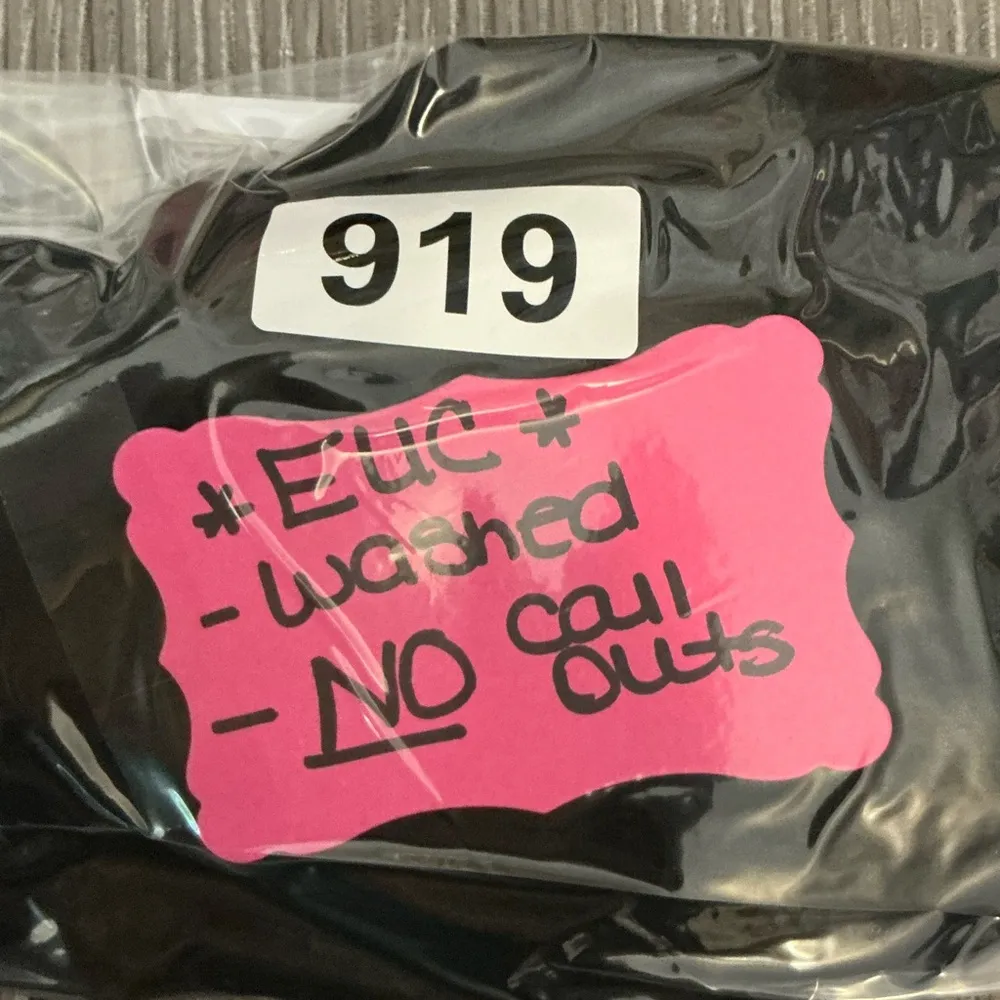 919
* EUC *
- washed
- NO call
outs